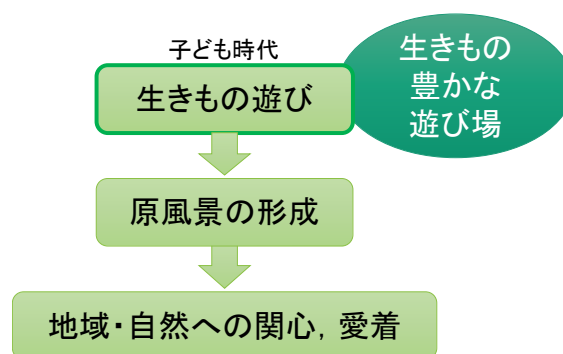 子ども時代
生きもの遊び
生きもの
豊かな
遊び場
原風景の形成
地域・自然への関心, 愛着